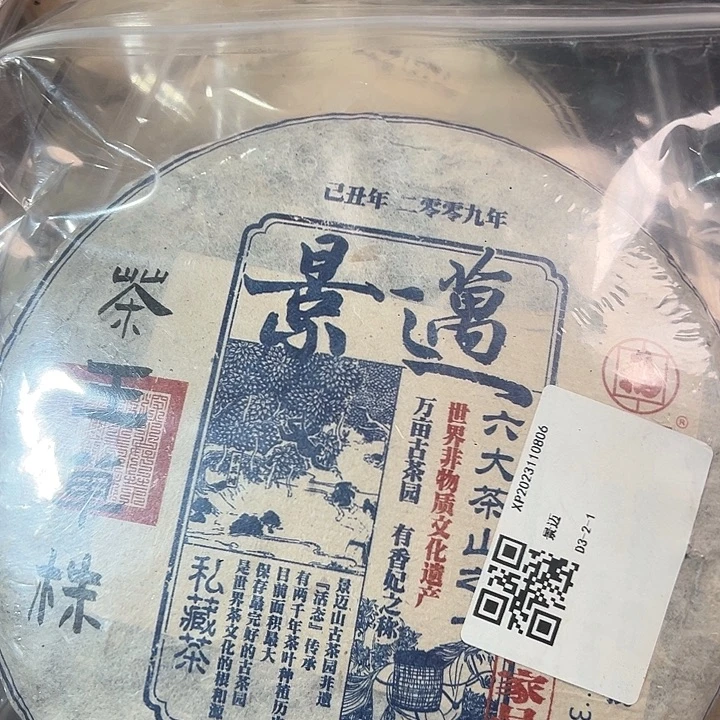 己丑年 二零零九年
景邁
六大茶山之一
世界非物质文化遗产
万亩古茶园 有香妃之称
私藏茶
景迈山古茶园非遗
『活态』传承
有两千年茶叶种植历
目前面积最大
保存最完好的古茶园
是世界茶文化的根和源
茶王
株
XP2023110806
景迈
D3-2-1
家
®